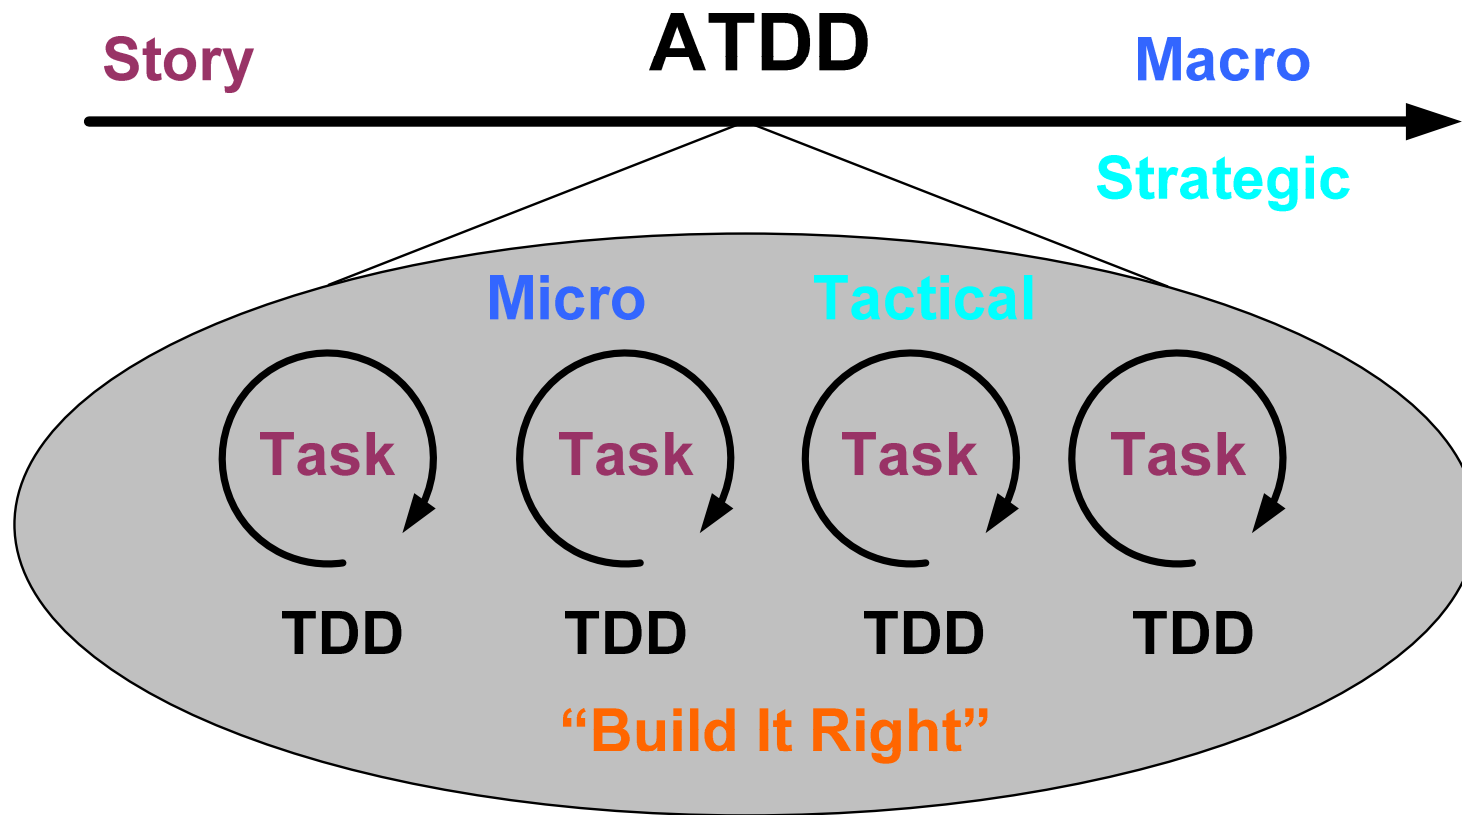 Story ATDD Macro
Strategic
Micro Tactical
Task Task Task Task
TDD TDD TDD TDD
“Build It Right”